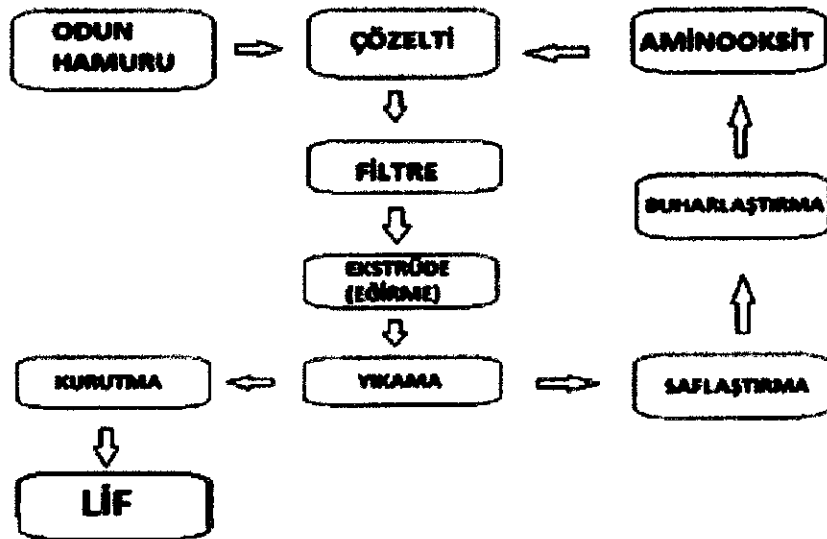 ODUN
HAMURU
ÇÖZELTİ
AMİNOOKSİT
FİLTRE
BUHARLAŞTIRMA
EKSTRÜDE
(EĞİRME)
KURUTMA
YIKAMA
SAFLAŞTIRMA
LİF